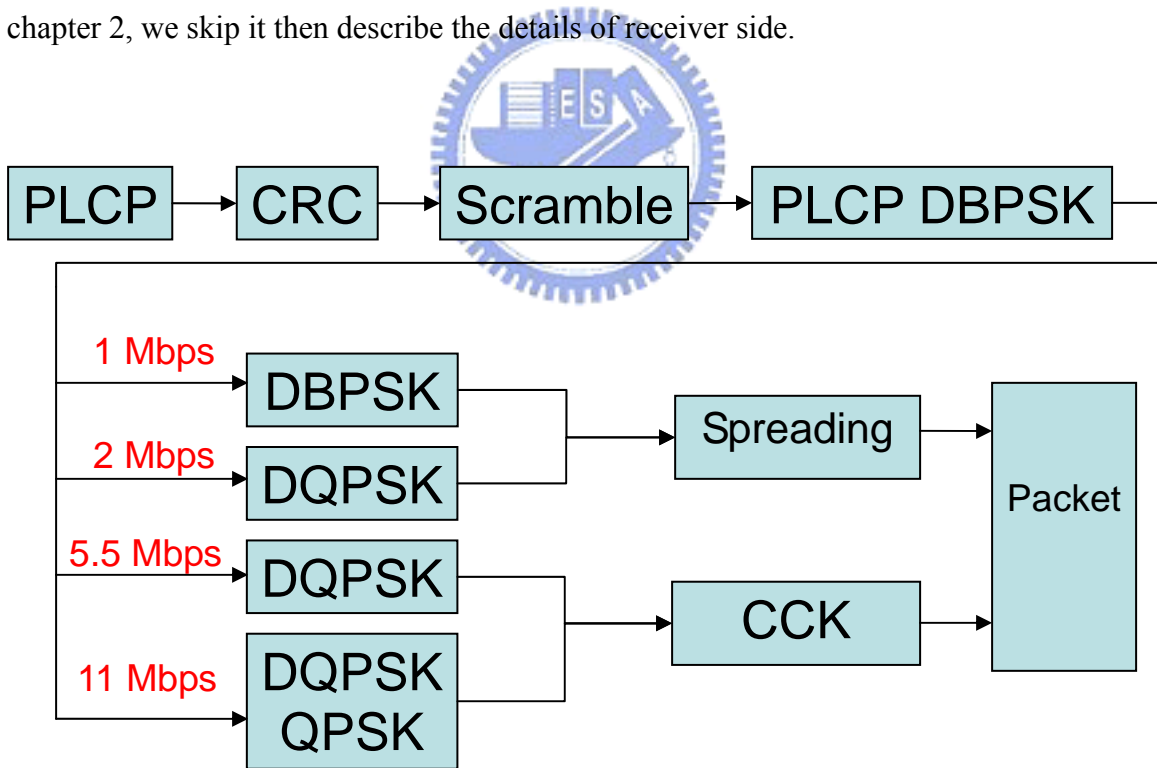 chapter 2, we skip it then describe the details of receiver side.
E S A
PLCP
CRC
Scramble
PLCP DBPSK
1 Mbps
DBPSK
2 Mbps
DQPSK
5.5 Mbps
DQPSK
11 Mbps
DQPSK
QPSK
Spreading
CCK
Packet